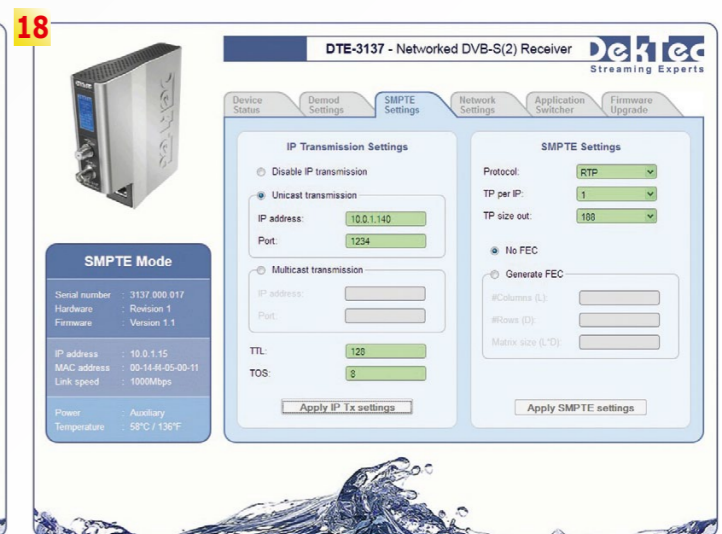 18
DTE-3137 - Networked DVB-S(2) Receiver
DekTec
Streaming Experts
Device Status
Demod Settings
SMPTE Settings
Network Settings
Application Switcher
Firmware Upgrade
IP Transmission Settings
Disable IP transmission
Unicast transmission
IP address: 10.0.1.140
Port: 1234
Multicast transmission
IP address:
Port:
TTL: 128
TOS: 8
Apply IP Tx settings
SMPTE Settings
Protocol: RTP
TP per IP: 1
TP size out: 188
No FEC
Generate FEC
#Columns (L):
#Rows (D):
Matrix size (L*D):
Apply SMPTE settings
SMPTE Mode
Serial number : 3137.000.017
Hardware : Revision 1
Firmware : Version 1.1
IP address : 10.0.1.15
MAC address : 00-14-f4-05-00-11
Link speed : 1000Mbps
Power : Auxiliary
Temperature : 58°C / 136°F
DekTec